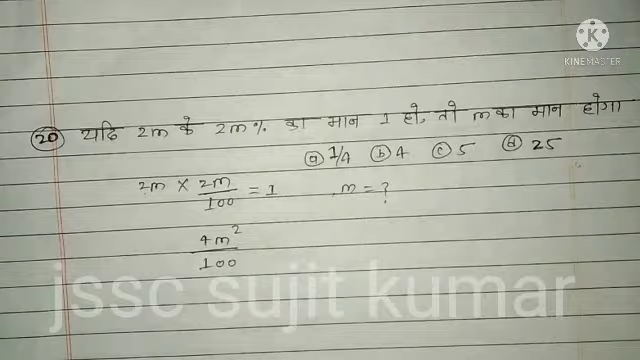 KINEMASTER
20 यदि 2m के 2m% का मान 1 हो, तो m का मान होगा
a 1/4 b 4 c 5 d 25
2m × 2m/100 = 1 , m = ?
4m²/100
jssc sujit kumar